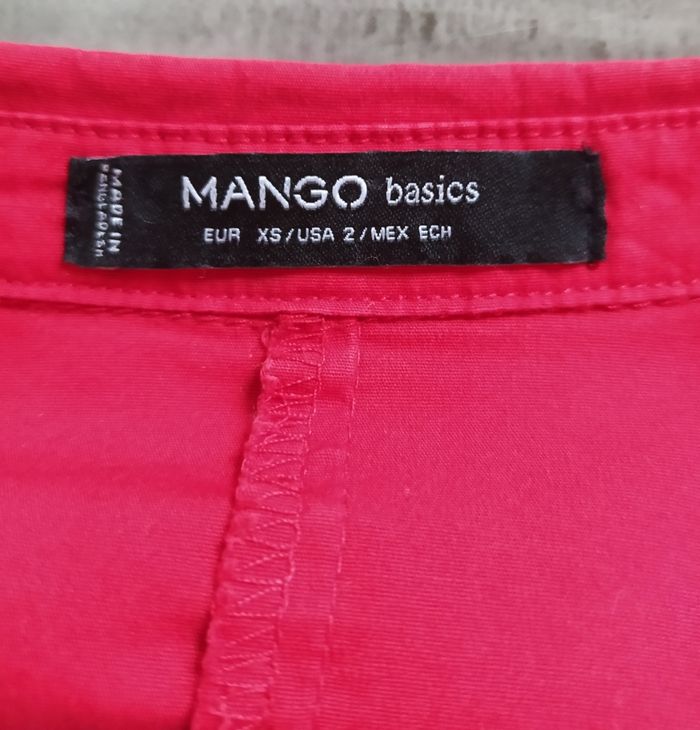 MANGO basics
EUR XS/USA 2/MEX ECH
MADE IN
BANGLADESH